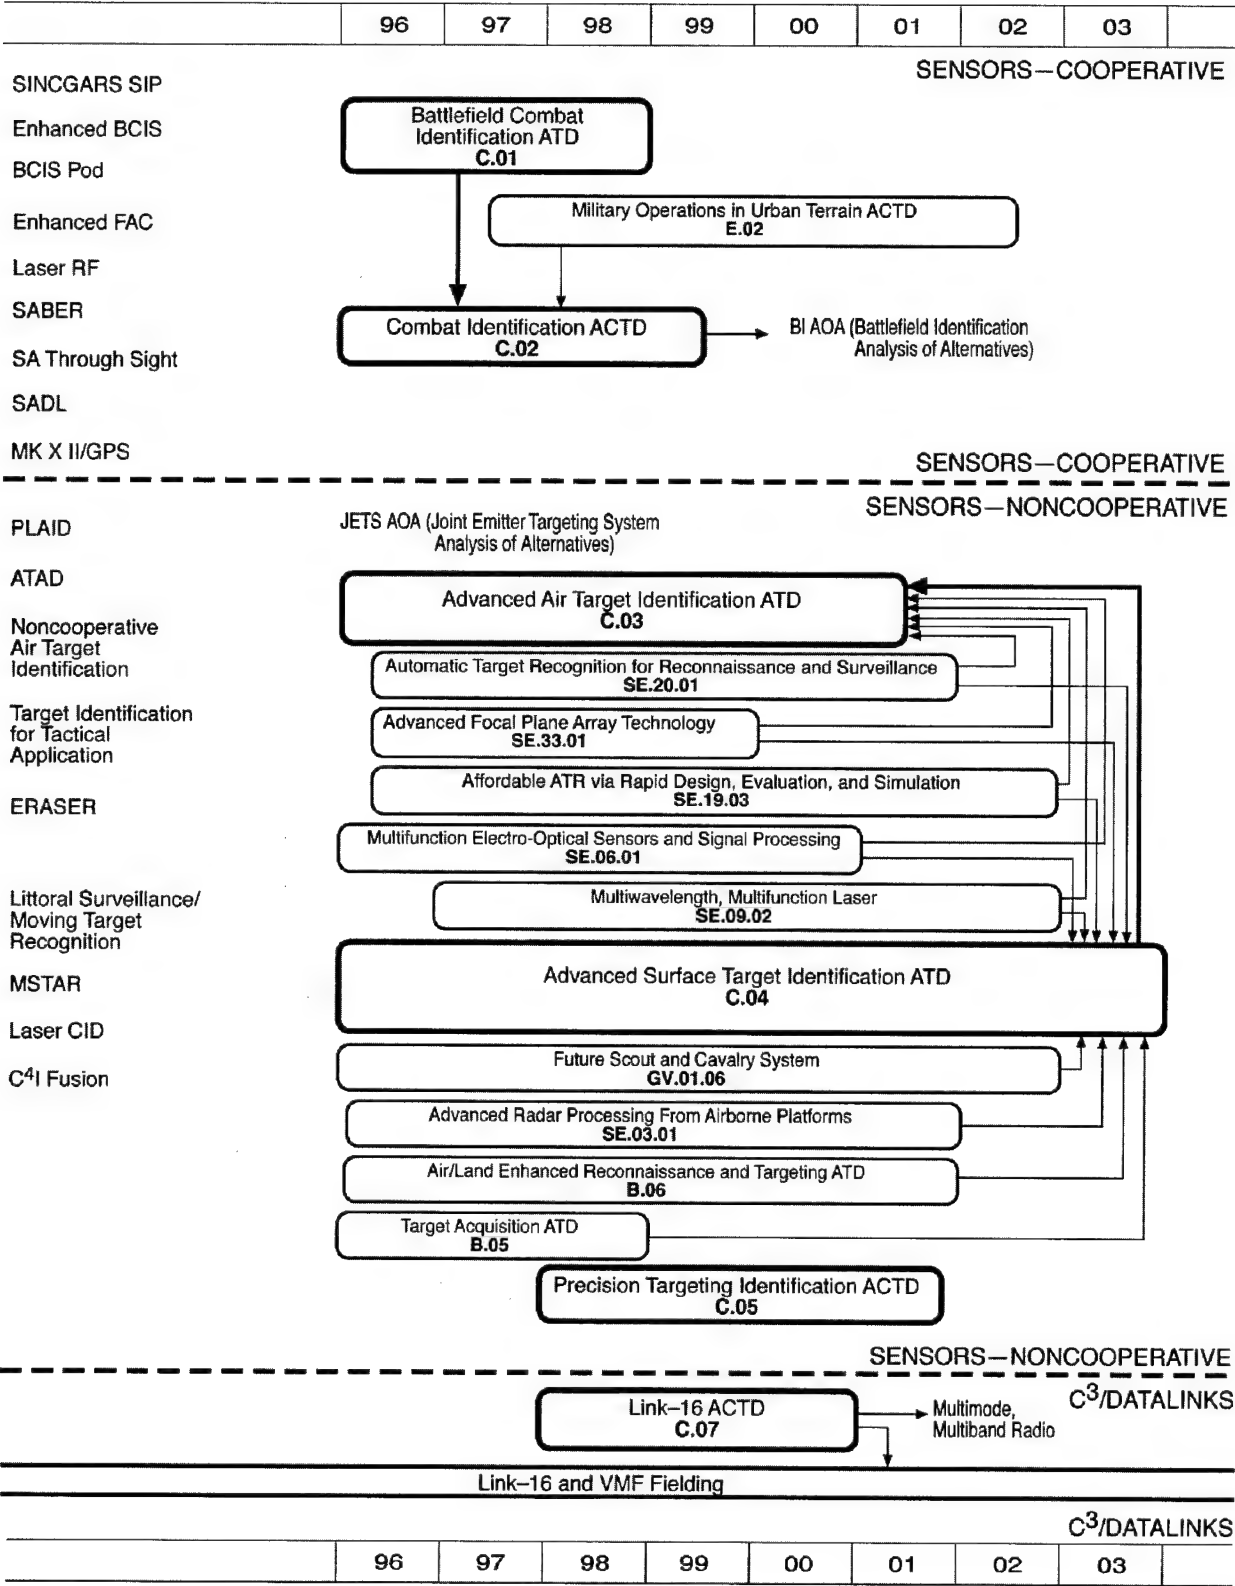 96 97 98 99 00 01 02 03
SENSORS—COOPERATIVE
SINCGARS SIP
Enhanced BCIS
BCIS Pod
Enhanced FAC
Laser RF
SABER
SA Through Sight
SADL
MK X II/GPS
Battlefield Combat
Identification ATD
C.01
Military Operations in Urban Terrain ACTD
E.02
Combat Identification ACTD
C.02
BI AOA (Battlefield Identification
Analysis of Alternatives)
SENSORS—COOPERATIVE
SENSORS—NONCOOPERATIVE
PLAID
ATAD
Noncooperative
Air Target
Identification
Target Identification
for Tactical
Application
ERASER
Littoral Surveillance/
Moving Target
Recognition
MSTAR
Laser CID
C⁴I Fusion
JETS AOA (Joint Emitter Targeting System
Analysis of Alternatives)
Advanced Air Target Identification ATD
C.03
Automatic Target Recognition for Reconnaissance and Surveillance
SE.20.01
Advanced Focal Plane Array Technology
SE.33.01
Affordable ATR via Rapid Design, Evaluation, and Simulation
SE.19.03
Multifunction Electro-Optical Sensors and Signal Processing
SE.06.01
Multiwavelength, Multifunction Laser
SE.09.02
Advanced Surface Target Identification ATD
C.04
Future Scout and Cavalry System
GV.01.06
Advanced Radar Processing From Airborne Platforms
SE.03.01
Air/Land Enhanced Reconnaissance and Targeting ATD
B.06
Target Acquisition ATD
B.05
Precision Targeting Identification ACTD
C.05
SENSORS—NONCOOPERATIVE
C³/DATALINKS
Link–16 ACTD
C.07
Multimode,
Multiband Radio
Link–16 and VMF Fielding
C³/DATALINKS
96 97 98 99 00 01 02 03